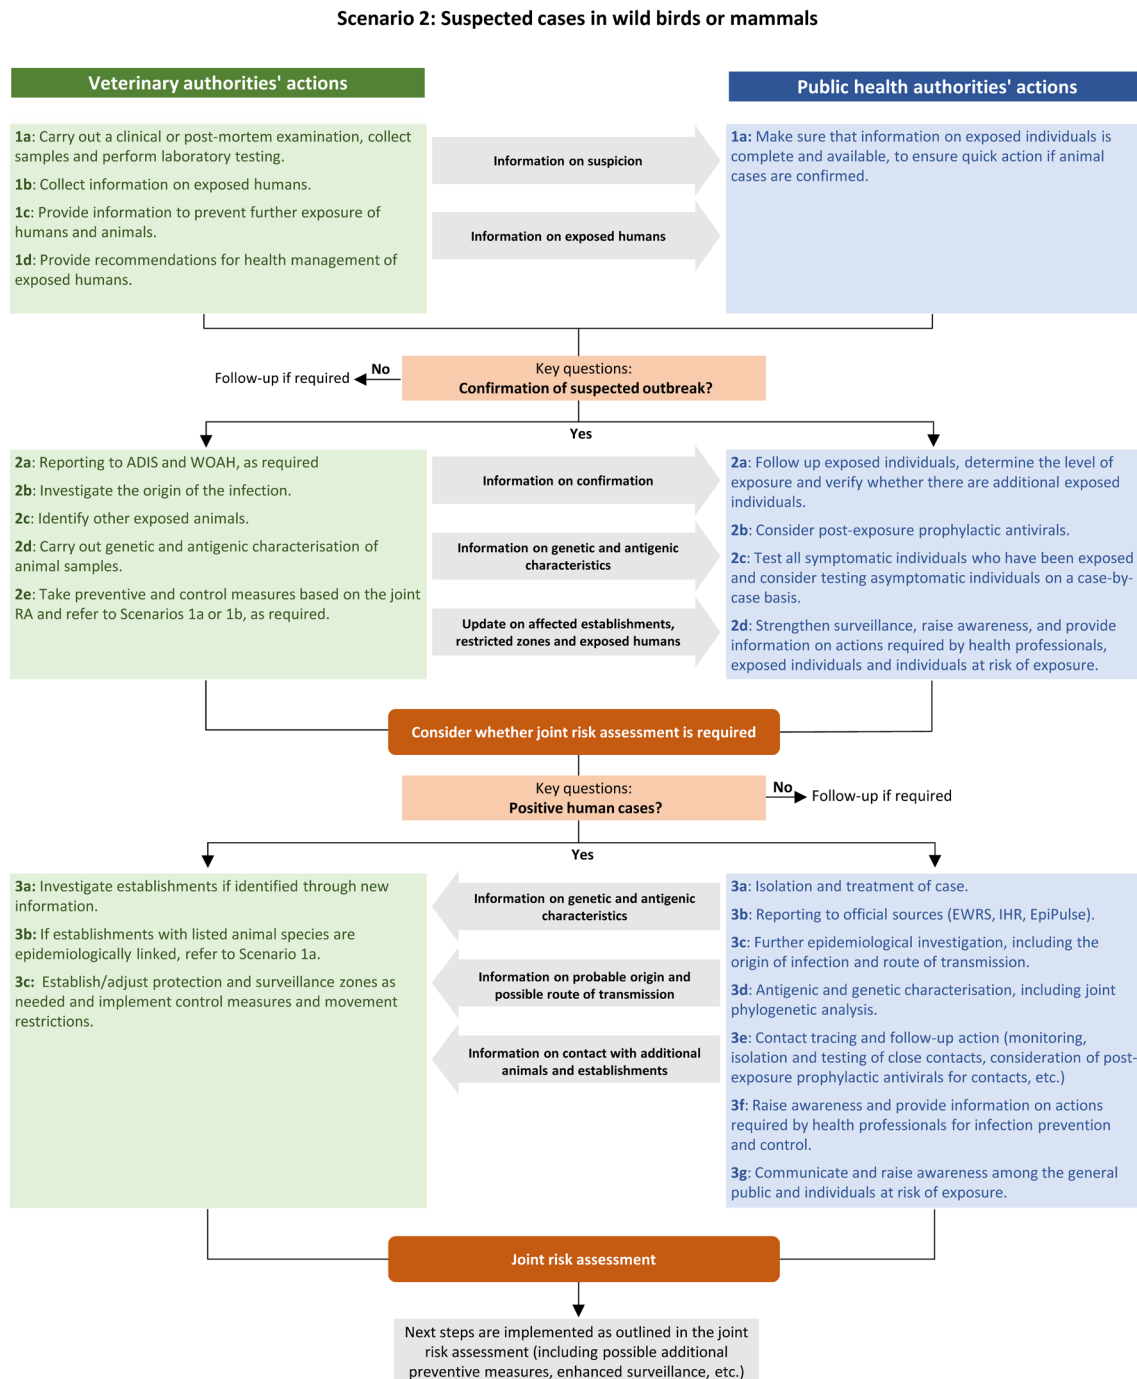 Scenario 2: Suspected cases in wild birds or mammals
Veterinary authorities' actions
Public health authorities' actions
1a: Carry out a clinical or post-mortem examination, collect
samples and perform laboratory testing.
1b: Collect information on exposed humans.
1c: Provide information to prevent further exposure of
humans and animals.
1d: Provide recommendations for health management of
exposed humans.
Information on suspicion
Information on exposed humans
1a: Make sure that information on exposed individuals is
complete and available, to ensure quick action if animal
cases are confirmed.
Key questions:
Confirmation of suspected outbreak?
No
Follow-up if required
Yes
2a: Reporting to ADIS and WOAH, as required
2b: Investigate the origin of the infection.
2c: Identify other exposed animals.
2d: Carry out genetic and antigenic characterisation of
animal samples.
2e: Take preventive and control measures based on the joint
RA and refer to Scenarios 1a or 1b, as required.
Information on confirmation
Information on genetic and antigenic
characteristics
Update on affected establishments,
restricted zones and exposed humans
2a: Follow up exposed individuals, determine the level of
exposure and verify whether there are additional exposed
individuals.
2b: Consider post-exposure prophylactic antivirals.
2c: Test all symptomatic individuals who have been exposed
and consider testing asymptomatic individuals on a case-by-
case basis.
2d: Strengthen surveillance, raise awareness, and provide
information on actions required by health professionals,
exposed individuals and individuals at risk of exposure.
Consider whether joint risk assessment is required
Key questions:
Positive human cases?
No
Follow-up if required
Yes
3a: Investigate establishments if identified through new
information.
3b: If establishments with listed animal species are
epidemiologically linked, refer to Scenario 1a.
3c: Establish/adjust protection and surveillance zones as
needed and implement control measures and movement
restrictions.
Information on genetic and antigenic
characteristics
Information on probable origin and
possible route of transmission
Information on contact with additional
animals and establishments
3a: Isolation and treatment of case.
3b: Reporting to official sources (EWRS, IHR, EpiPulse).
3c: Further epidemiological investigation, including the
origin of infection and route of transmission.
3d: Antigenic and genetic characterisation, including joint
phylogenetic analysis.
3e: Contact tracing and follow-up action (monitoring,
isolation and testing of close contacts, consideration of post-
exposure prophylactic antivirals for contacts, etc.)
3f: Raise awareness and provide information on actions
required by health professionals for infection prevention
and control.
3g: Communicate and raise awareness among the general
public and individuals at risk of exposure.
Joint risk assessment
Next steps are implemented as outlined in the joint
risk assessment (including possible additional
preventive measures, enhanced surveillance, etc.)